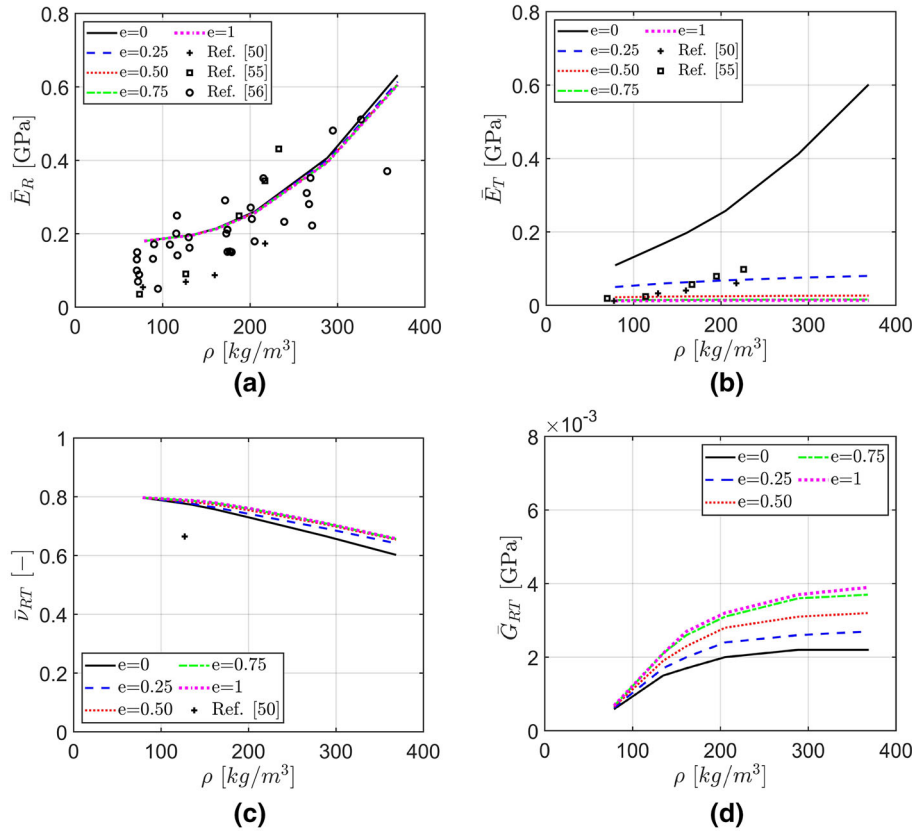 e=0 e=1
e=0.25 Ref. [50]
e=0.50 Ref. [55]
e=0.75 Ref. [56]
0.8
0.6
0.4
0.2
0
Ē_R [GPa]
0 100 200 300 400
ρ [kg/m³]
(a)
e=0 e=1
e=0.25 Ref. [50]
e=0.50 Ref. [55]
e=0.75
0.8
0.6
0.4
0.2
0
Ē_T [GPa]
0 100 200 300 400
ρ [kg/m³]
(b)
1
0.8
0.6
0.4
0.2
0
ν̄_RT [−]
e=0 e=0.75
e=0.25 e=1
e=0.50 Ref. [50]
0 100 200 300 400
ρ [kg/m³]
(c)
×10⁻³
8
6
4
2
0
Ḡ_RT [GPa]
e=0 e=0.75
e=0.25 e=1
e=0.50
0 100 200 300 400
ρ [kg/m³]
(d)